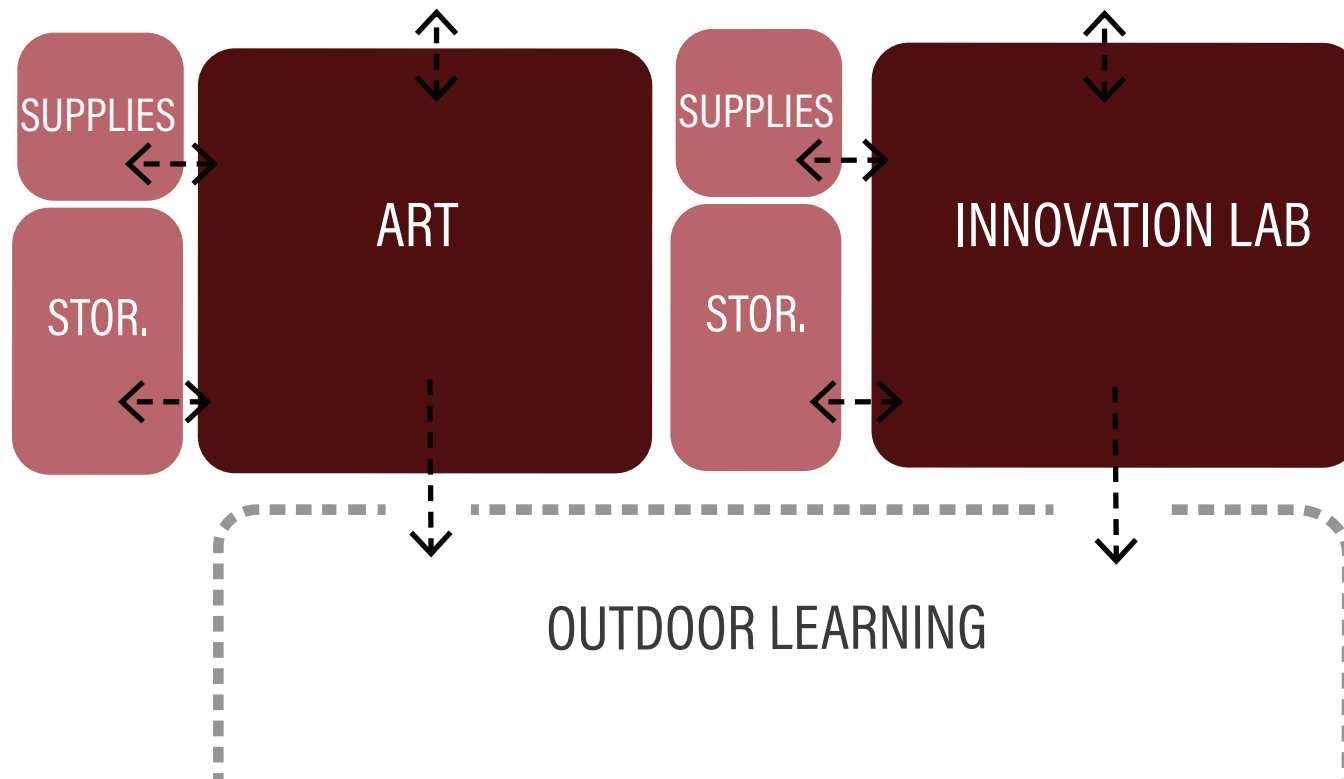 SUPPLIES
STOR.
ART
SUPPLIES
STOR.
INNOVATION LAB
OUTDOOR LEARNING